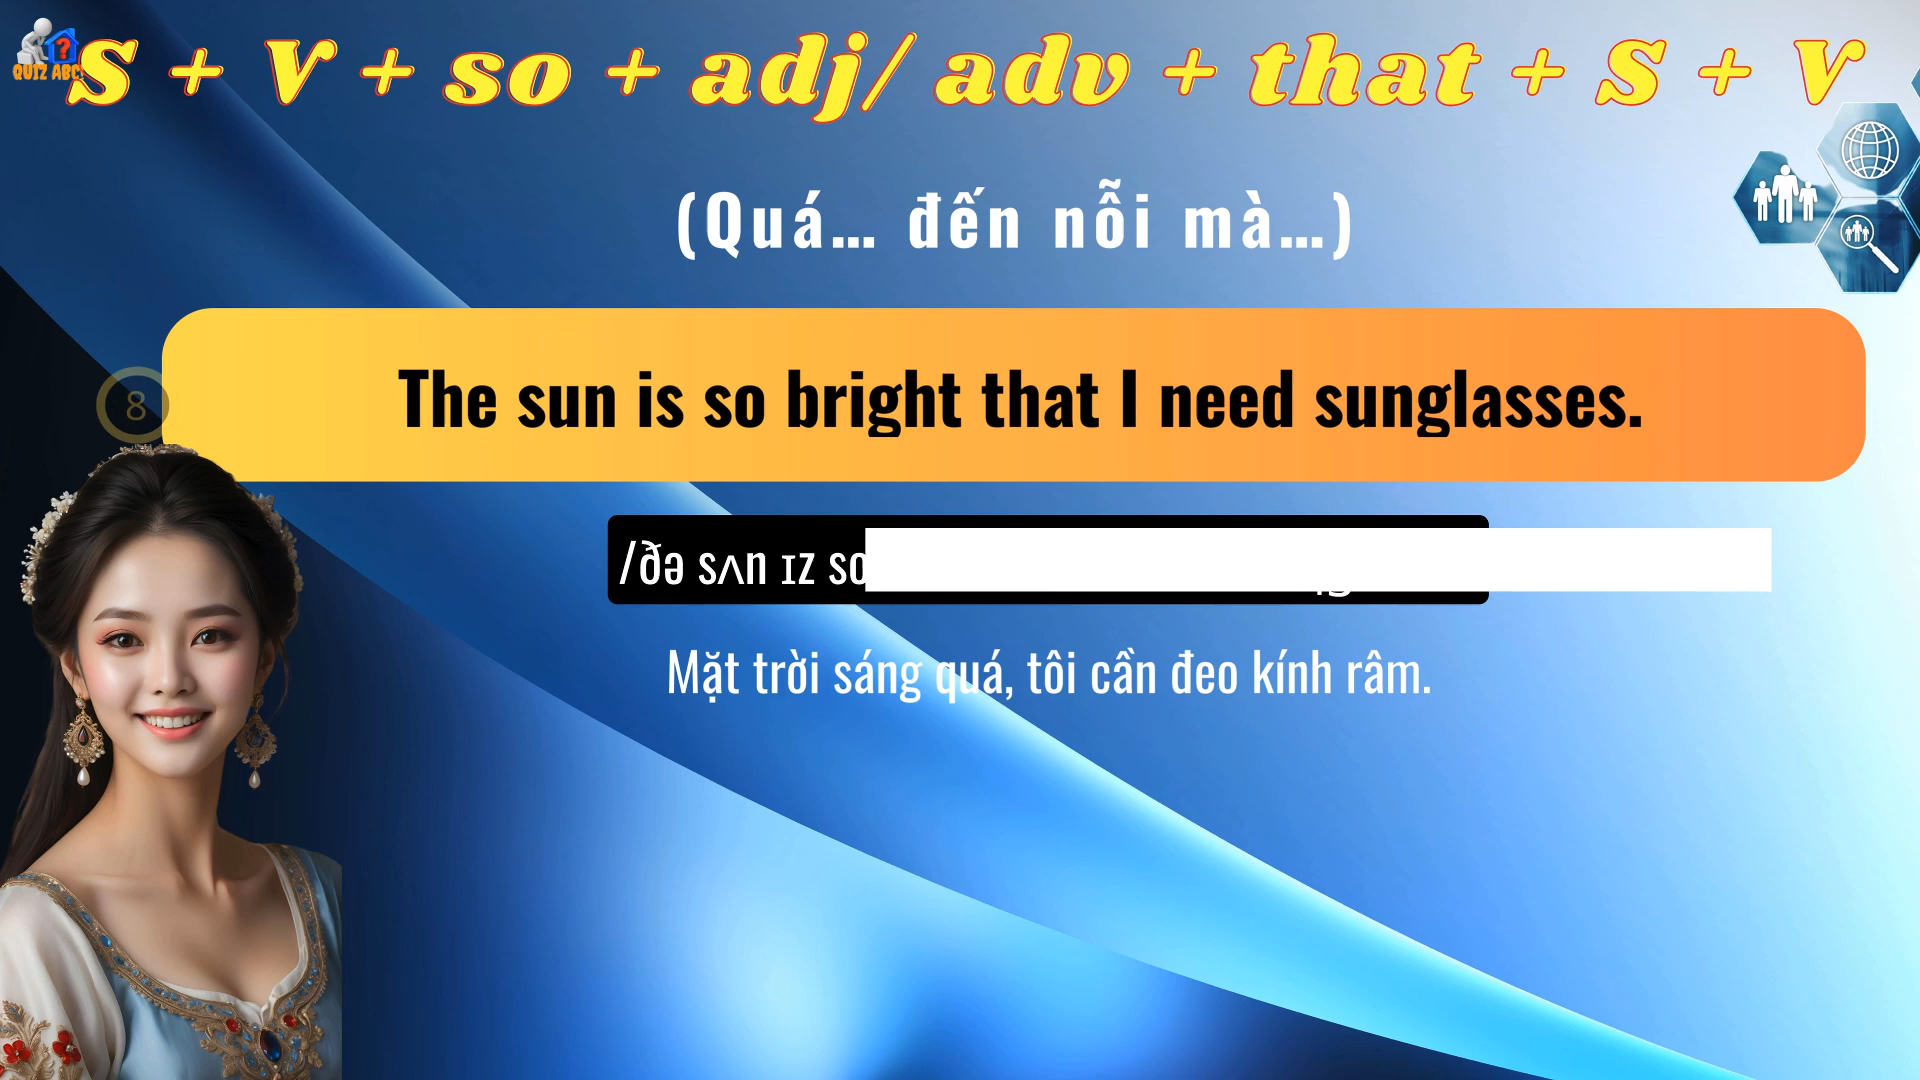 QUIZ ABC
S + V + so + adj/ adv + that + S + V
(Quá... đến nỗi mà...)
The sun is so bright that I need sunglasses.
8
/ðə sʌn ɪz
Mặt trời sáng quá, tôi cần đeo kính râm.